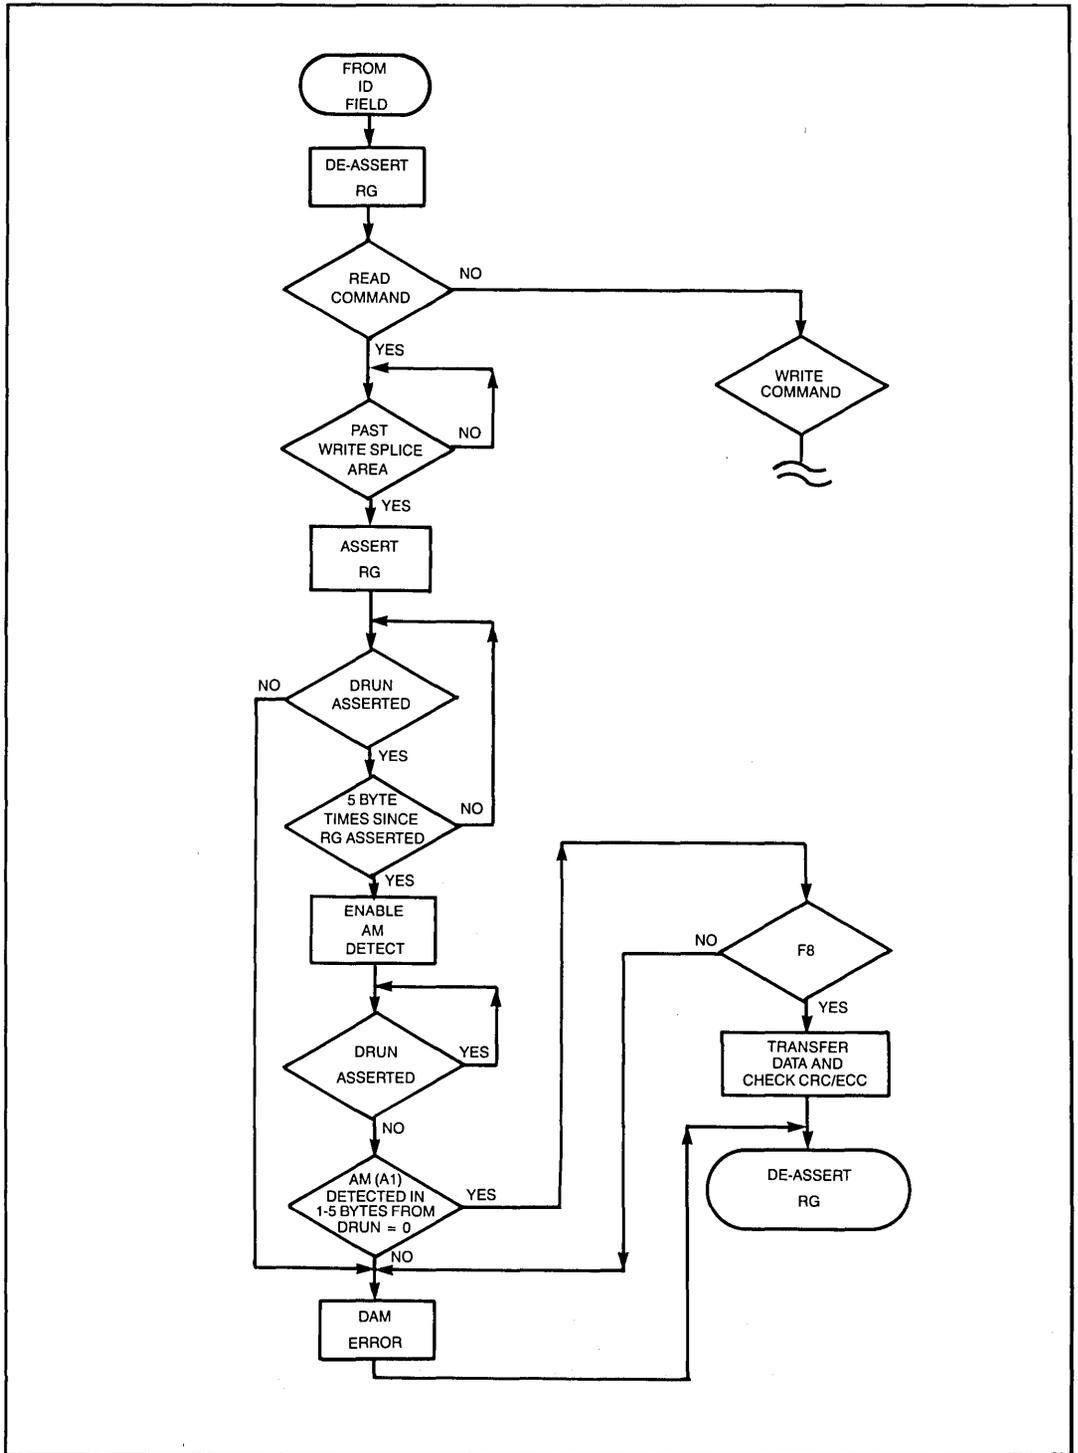 FROM
ID
FIELD
DE-ASSERT
RG
READ
COMMAND
NO
YES
WRITE
COMMAND
PAST
WRITE SPLICE
AREA
NO
YES
ASSERT
RG
NO
DRUN
ASSERTED
YES
5 BYTE
TIMES SINCE
RG ASSERTED
NO
YES
ENABLE
AM
DETECT
DRUN
ASSERTED
YES
NO
AM (A1)
DETECTED IN
1-5 BYTES FROM
DRUN = 0
YES
NO
F8
NO
YES
TRANSFER
DATA AND
CHECK CRC/ECC
DE-ASSERT
RG
DAM
ERROR